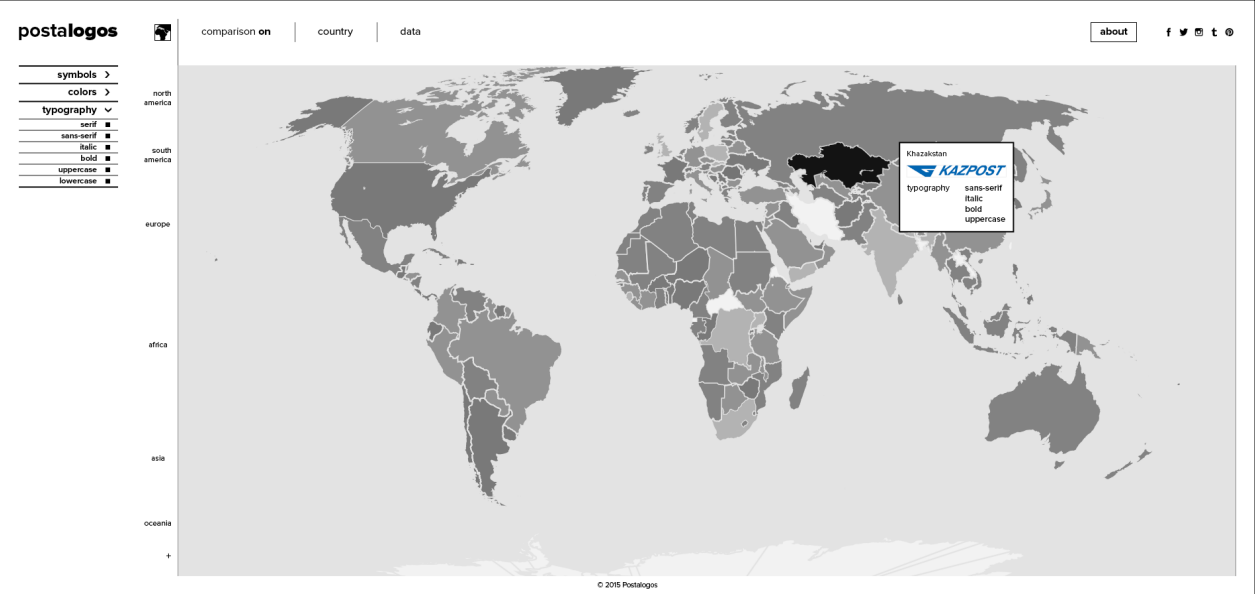 postalogos
comparison on
country
data
about
symbols
colors
typography
serif
sans-serif
italic
bold
uppercase
lowercase
north
america
south
america
europe
africa
asia
oceania
+
Khazakstan
KAZPOST
typography sans-serif
italic
bold
uppercase
© 2015 Postalogos